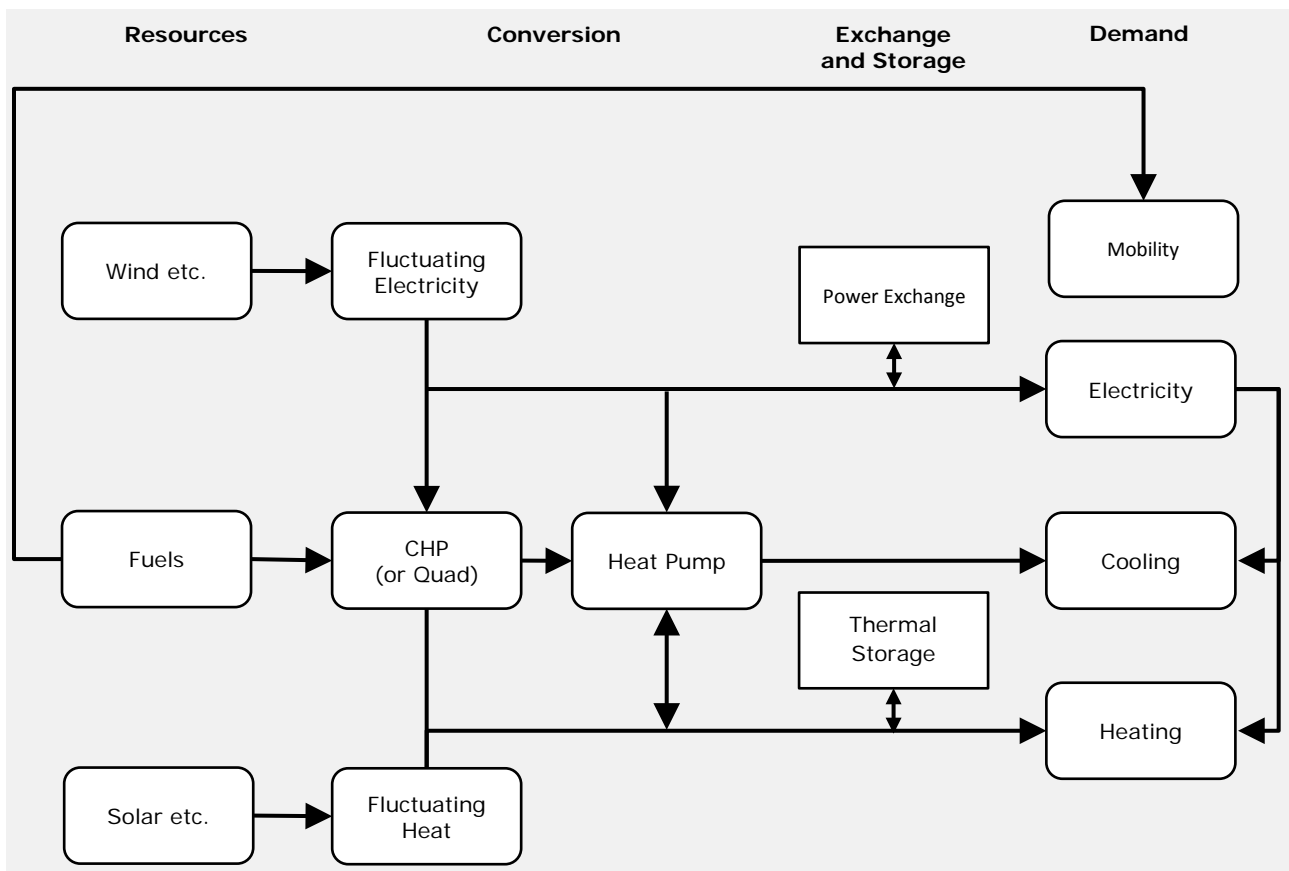 Resources
Conversion
Exchange
and Storage
Demand
Mobility
Wind etc.
Fluctuating
Electricity
Power Exchange
Electricity
Fuels
CHP
(or Quad)
Heat Pump
Cooling
Thermal
Storage
Heating
Solar etc.
Fluctuating
Heat